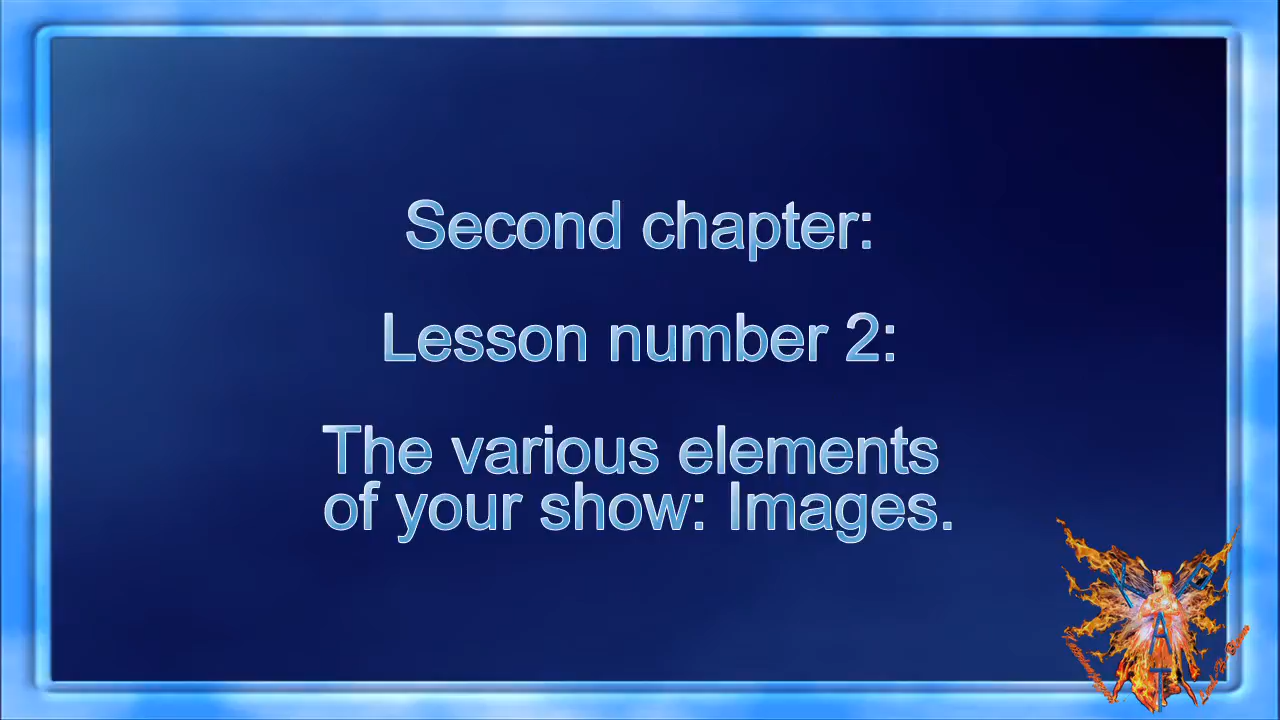 Second chapter:
Lesson number 2:
The various elements
of your show: Images.